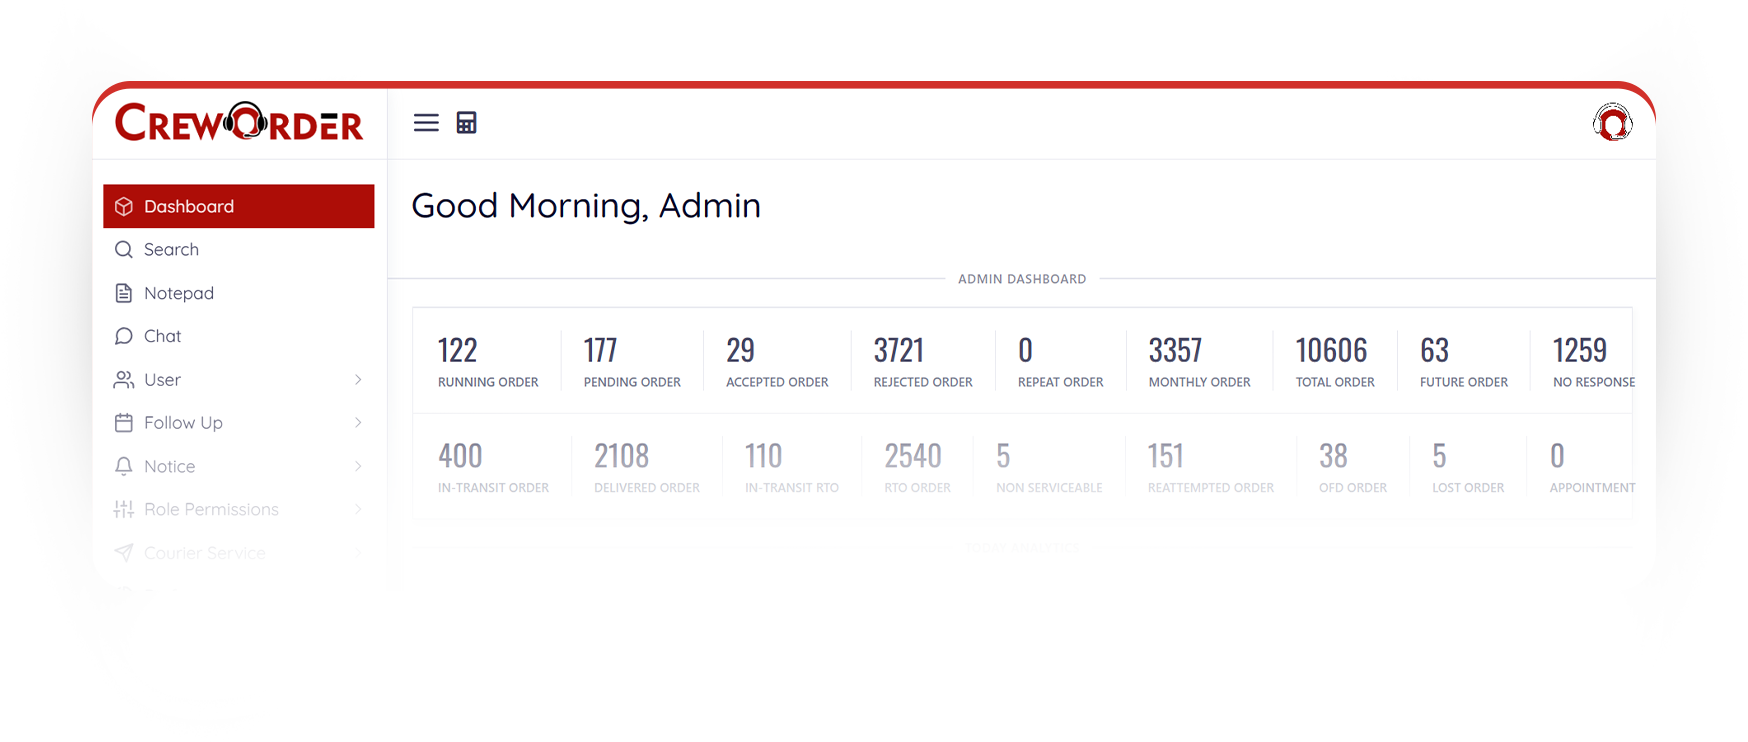 CREWORDER
Dashboard
Search
Notepad
Chat
User
Follow Up
Notice
Role Permissions
Courier Service
Good Morning, Admin
ADMIN DASHBOARD
122 177 29 3721 0 3357 10606 63 1259
RUNNING ORDER PENDING ORDER ACCEPTED ORDER REJECTED ORDER REPEAT ORDER MONTHLY ORDER TOTAL ORDER FUTURE ORDER NO RESPONSE
400 2108 110 2540 5 151 38 5 0
IN-TRANSIT ORDER DELIVERED ORDER IN-TRANSIT RTO RTO ORDER NON SERVICEABLE REATTEMPTED ORDER OFD ORDER LOST ORDER APPOINTMENT